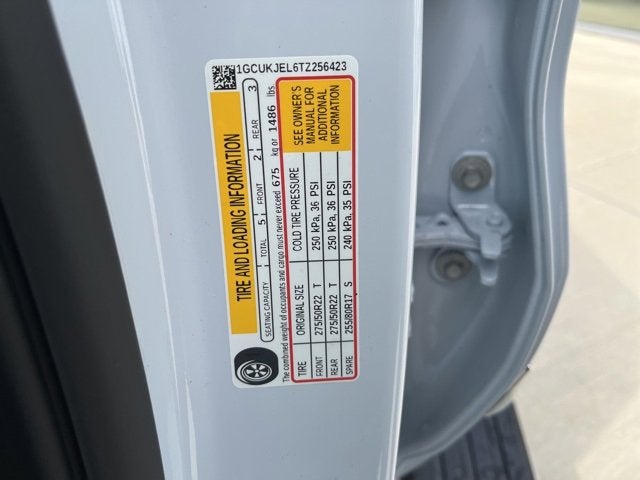 1GCUKJEL6TZ256423
TIRE AND LOADING INFORMATION
SEATING CAPACITY TOTAL 5 FRONT 2 REAR 3
The combined weight of occupants and cargo must never exceed 675 kg or 1486 lbs.
TIRE ORIGINAL SIZE COLD TIRE PRESSURE
SEE OWNER'S
MANUAL FOR
ADDITIONAL
INFORMATION
FRONT 275/50R22 T 250 kPa, 36 PSI
REAR 275/50R22 T 250 kPa, 36 PSI
SPARE 255/80R17 S 240 kPa, 35 PSI